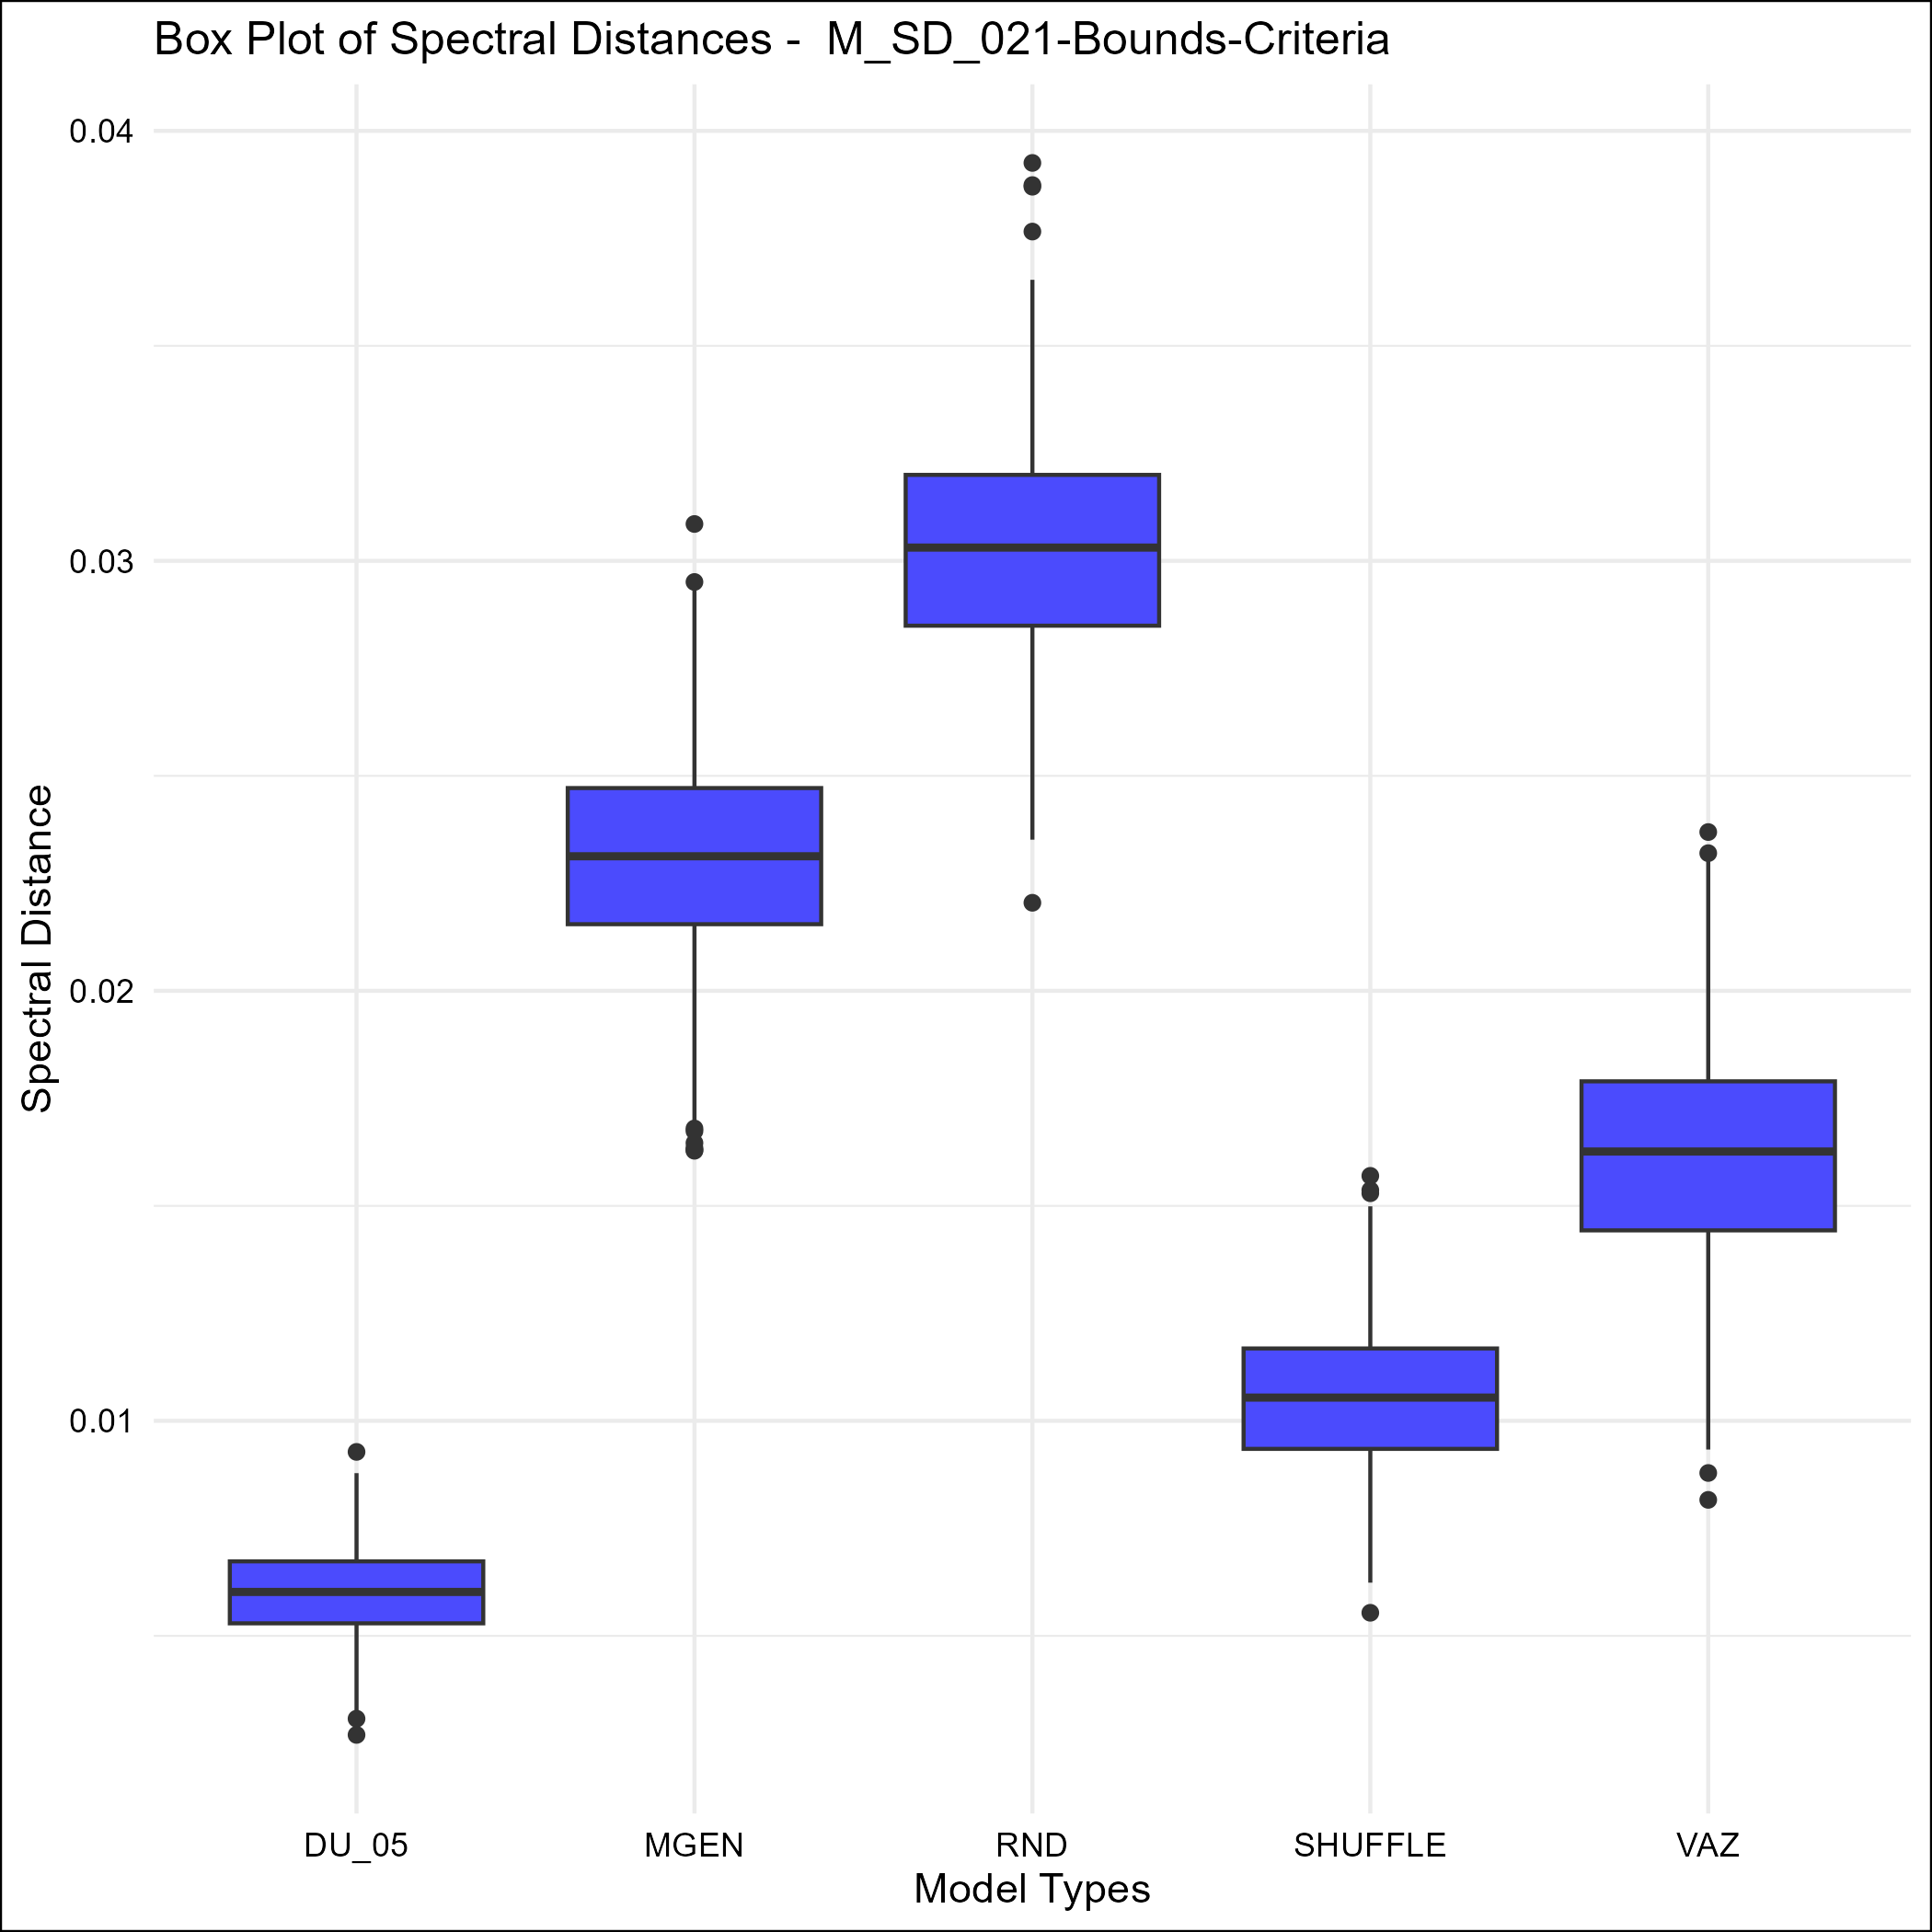 Box Plot of Spectral Distances -  M_SD_021-Bounds-Criteria
Spectral Distance
0.04
0.03
0.02
0.01
DU_05 MGEN RND SHUFFLE VAZ
Model Types